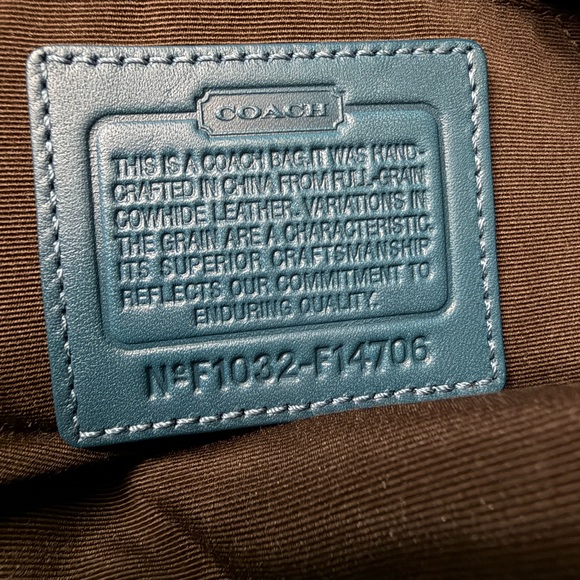 COACH
THIS IS A COACH BAG.IT WAS HAND-
CRAFTED IN CHINA FROM FULL-GRAIN
COWHIDE LEATHER. VARIATIONS IN
THE GRAIN ARE A CHARACTERISTIC.
ITS SUPERIOR CRAFTSMANSHIP
REFLECTS OUR COMMITMENT TO
ENDURING QUALITY.
NoF1032-F14706